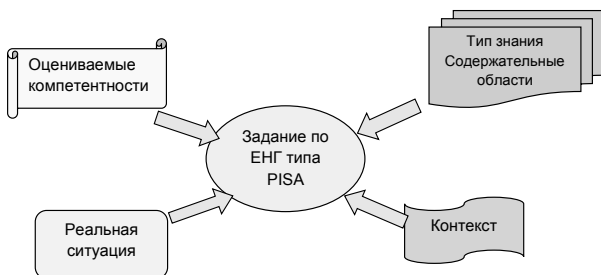 Оцениваемые
компетентности
Тип знания
Содержательные
области
Задание по
ЕНГ типа
PISA
Реальная
ситуация
Контекст